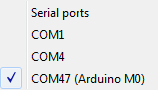 Serial ports
COM1
COM4
COM47 (Arduino M0)